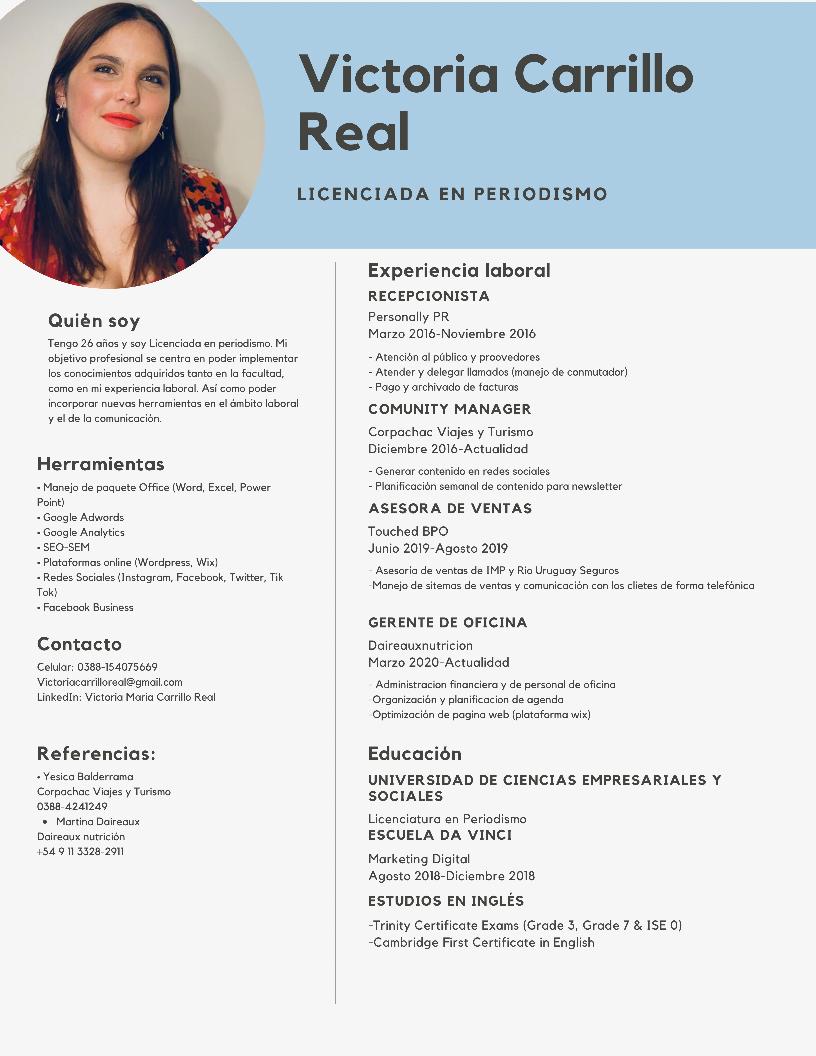 Victoria Carrillo
Real
LICENCIADA EN PERIODISMO
Quién soy
Tengo 26 años y soy Licenciada en periodismo. Mi
objetivo profesional se centra en poder implementar
los conocimientos adquiridos tanto en la facultad,
como en mi experiencia laboral. Así como poder
incorporar nuevas herramientas en el ámbito laboral
y el de la comunicación.
Herramientas
• Manejo de paquete Office (Word, Excel, Power
Point)
• Google Adwords
• Google Analytics
• SEO-SEM
• Plataformas online (Wordpress, Wix)
• Redes Sociales (Instagram, Facebook, Twitter, Tik
Tok)
• Facebook Business
Contacto
Celular: 0388-154075669
Victoriacarrilloreal@gmail.com
LinkedIn: Victoria Maria Carrillo Real
Referencias:
• Yesica Balderrama
Corpachac Viajes y Turismo
0388-4241249
• Martina Daireaux
Daireaux nutrición
+54 9 11 3328-2911
Experiencia laboral
RECEPCIONISTA
Personally PR
Marzo 2016-Noviembre 2016
- Atención al público y proovedores
- Atender y delegar llamados (manejo de conmutador)
- Pago y archivado de facturas
COMUNITY MANAGER
Corpachac Viajes y Turismo
Diciembre 2016-Actualidad
- Generar contenido en redes sociales
- Planificación semanal de contenido para newsletter
ASESORA DE VENTAS
Touched BPO
Junio 2019-Agosto 2019
- Asesoria de ventas de IMP y Rio Uruguay Seguros
-Manejo de sitemas de ventas y comunicación con los clietes de forma telefónica
GERENTE DE OFICINA
Daireauxnutricion
Marzo 2020-Actualidad
- Administracion financiera y de personal de oficina
-Organización y planificacion de agenda
-Optimización de pagina web (plataforma wix)
Educación
UNIVERSIDAD DE CIENCIAS EMPRESARIALES Y
SOCIALES
Licenciatura en Periodismo
ESCUELA DA VINCI
Marketing Digital
Agosto 2018-Diciembre 2018
ESTUDIOS EN INGLÉS
-Trinity Certificate Exams (Grade 3, Grade 7 & ISE 0)
-Cambridge First Certificate in English